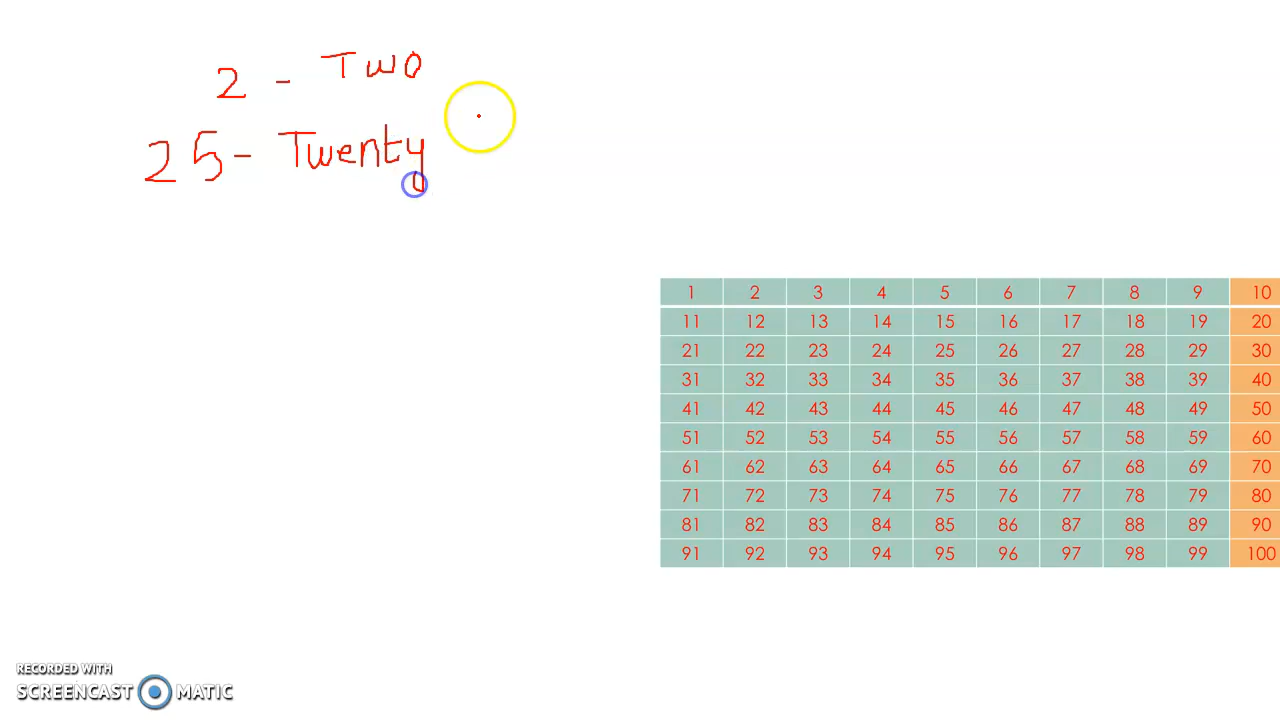 2 - Two
25- Twenty
1 2 3 4 5 6 7 8 9 10
11 12 13 14 15 16 17 18 19 20
21 22 23 24 25 26 27 28 29 30
31 32 33 34 35 36 37 38 39 40
41 42 43 44 45 46 47 48 49 50
51 52 53 54 55 56 57 58 59 60
61 62 63 64 65 66 67 68 69 70
71 72 73 74 75 76 77 78 79 80
81 82 83 84 85 86 87 88 89 90
91 92 93 94 95 96 97 98 99 100
RECORDED WITH
SCREENCAST MATIC